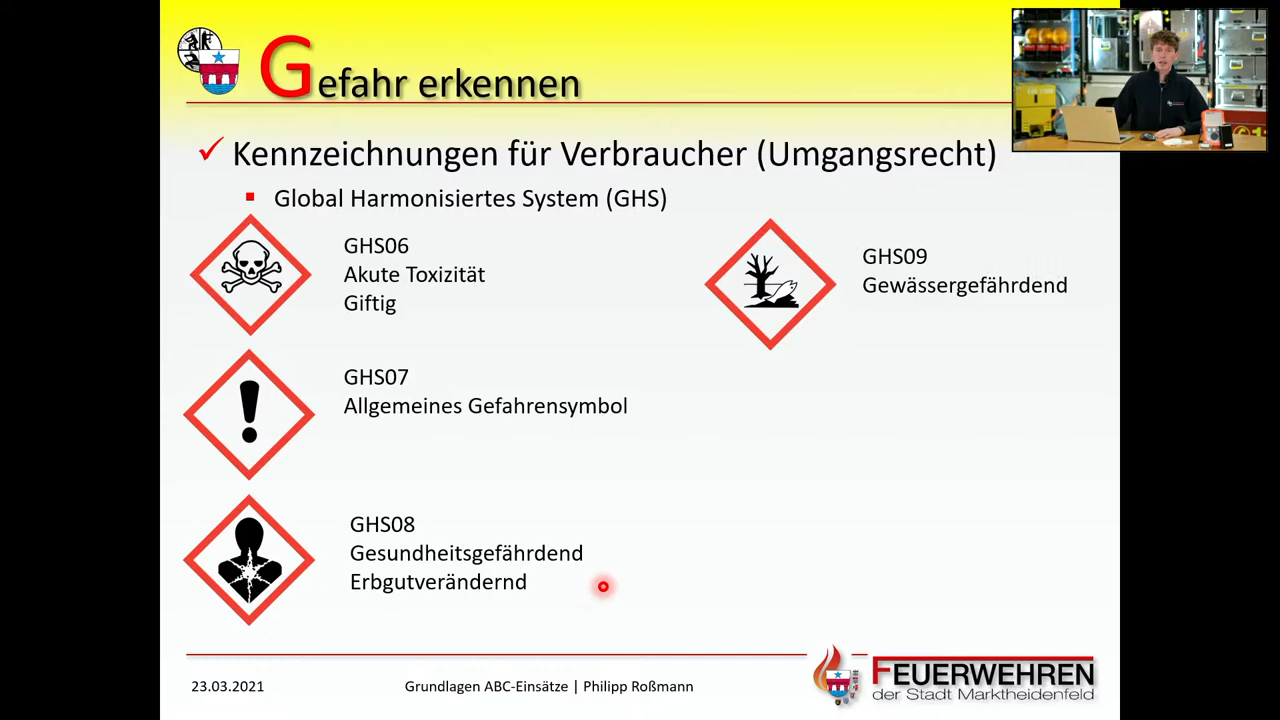 Gefahr erkennen
Kennzeichnungen für Verbraucher (Umgangsrecht)
Global Harmonisiertes System (GHS)
GHS06
Akute Toxizität
Giftig
GHS09
Gewässergefährdend
GHS07
Allgemeines Gefahrensymbol
GHS08
Gesundheitsgefährdend
Erbgutverändernd
23.03.2021
Grundlagen ABC-Einsätze | Philipp Roßmann
FEUERWEHREN
der Stadt Marktheidenfeld